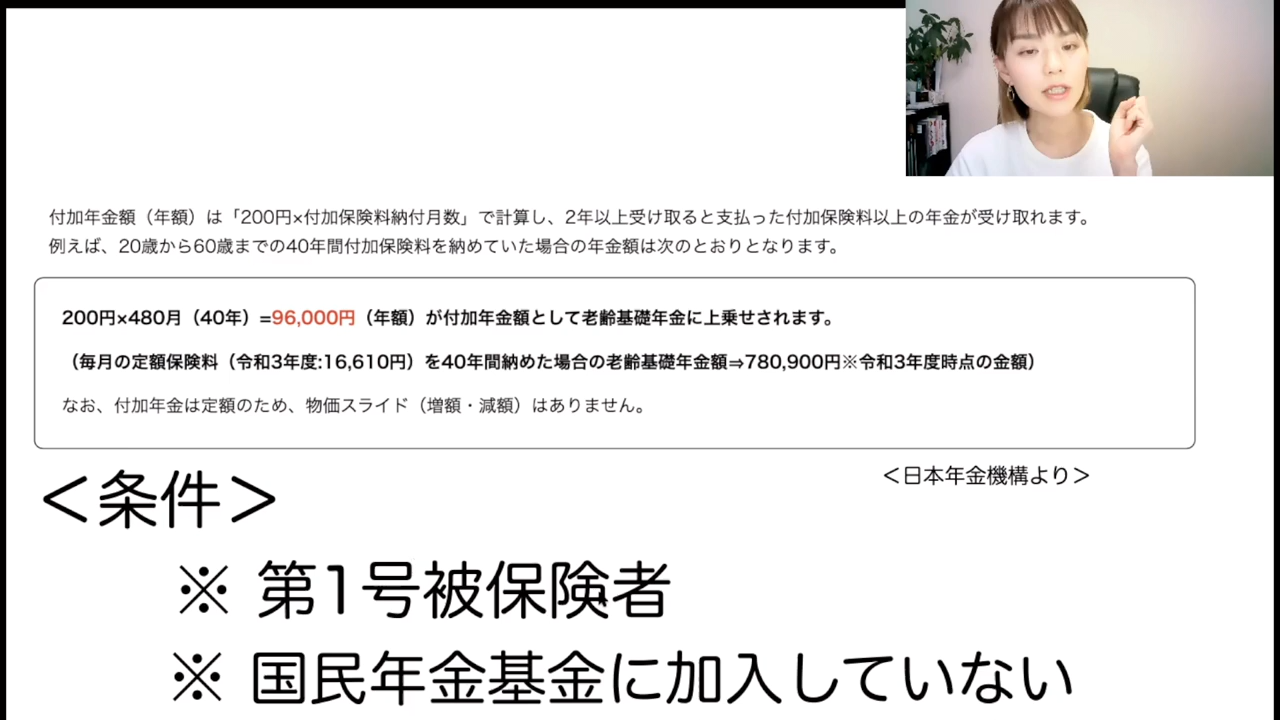 付加年金額（年額）は「200円×付加保険料納付月数」で計算し、2年以上受け取ると支払った付加保険料以上の年金が受け取れます。
例えば、20歳から60歳までの40年間付加保険料を納めていた場合の年金額は次のとおりとなります。
200円×480月（40年）=96,000円（年額）が付加年金額として老齢基礎年金に上乗せされます。
（毎月の定額保険料（令和3年度:16,610円）を40年間納めた場合の老齢基礎年金額⇒780,900円※令和3年度時点の金額）
なお、付加年金は定額のため、物価スライド（増額・減額）はありません。
＜日本年金機構より＞
＜条件＞
※ 第1号被保険者
※ 国民年金基金に加入していない